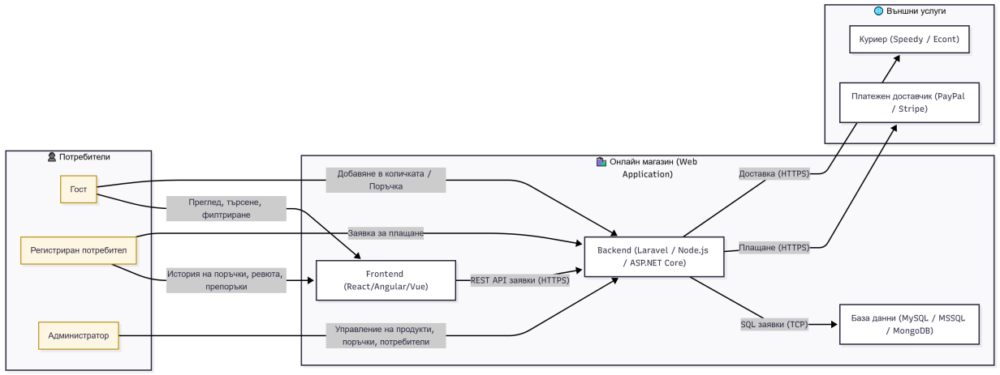 🌐 Външни услуги
Куриер (Speedy / Econt)
Платежен доставчик (PayPal
/ Stripe)
Потребители
Гост
Регистриран потребител
Администратор
🛍️ Онлайн магазин (Web
Application)
Добавяне в количката /
Поръчка
Преглед, търсене,
филтриране
Заявка за плащане
История на поръчки, ревюта,
препоръки
Управление на продукти,
поръчки, потребители
Frontend
(React/Angular/Vue)
REST API заявки (HTTPS)
Backend (Laravel / Node.js
/ ASP.NET Core)
Доставка (HTTPS)
Плащане (HTTPS)
SQL заявки (TCP)
База данни (MySQL / MSSQL
/ MongoDB)